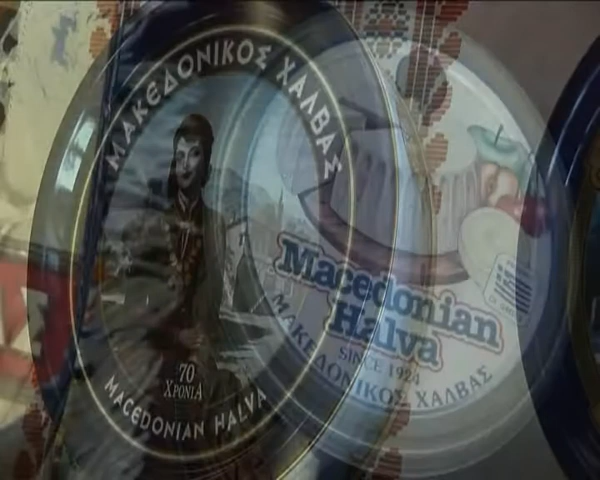 ΜΑΚΕΔΟΝΙΚΟΣ ΧΑΛΒΑΣ
70
ΧΡΟΝΙΑ
MACEDONIAN HALVA
Macedonian
Halva
SINCE 1924
ΜΑΚΕΔΟΝΙΚΟΣ ΧΑΛΒΑΣ